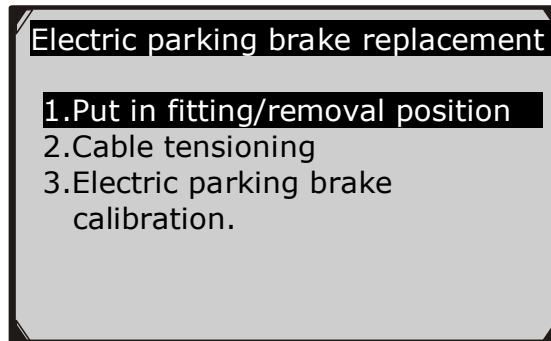 Electric parking brake replacement
1.Put in fitting/removal position
2.Cable tensioning
3.Electric parking brake
calibration.